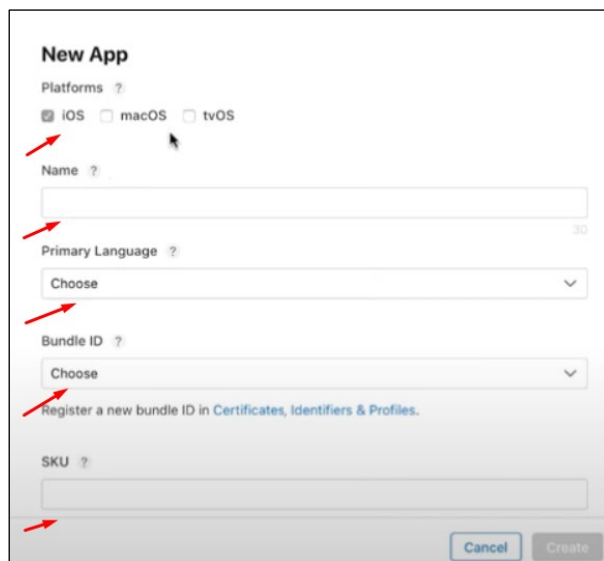 New App
Platforms ?
iOS macOS tvOS
Name ?
30
Primary Language ?
Choose
Bundle ID ?
Choose
Register a new bundle ID in Certificates, Identifiers & Profiles.
SKU ?
Cancel Create